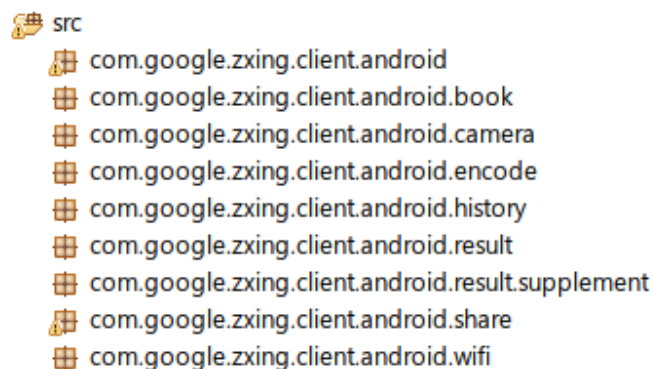 src
com.google.zxing.client.android
com.google.zxing.client.android.book
com.google.zxing.client.android.camera
com.google.zxing.client.android.encode
com.google.zxing.client.android.history
com.google.zxing.client.android.result
com.google.zxing.client.android.result.supplement
com.google.zxing.client.android.share
com.google.zxing.client.android.wifi